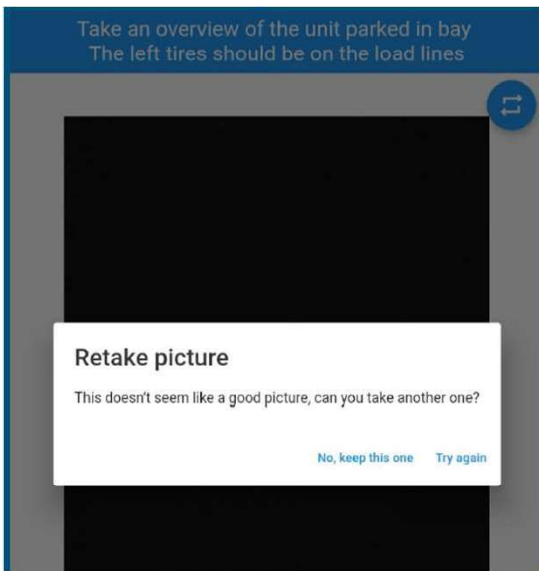 Take an overview of the unit parked in bay
The left tires should be on the load lines
Retake picture
This doesn't seem like a good picture, can you take another one?
No, keep this one Try again